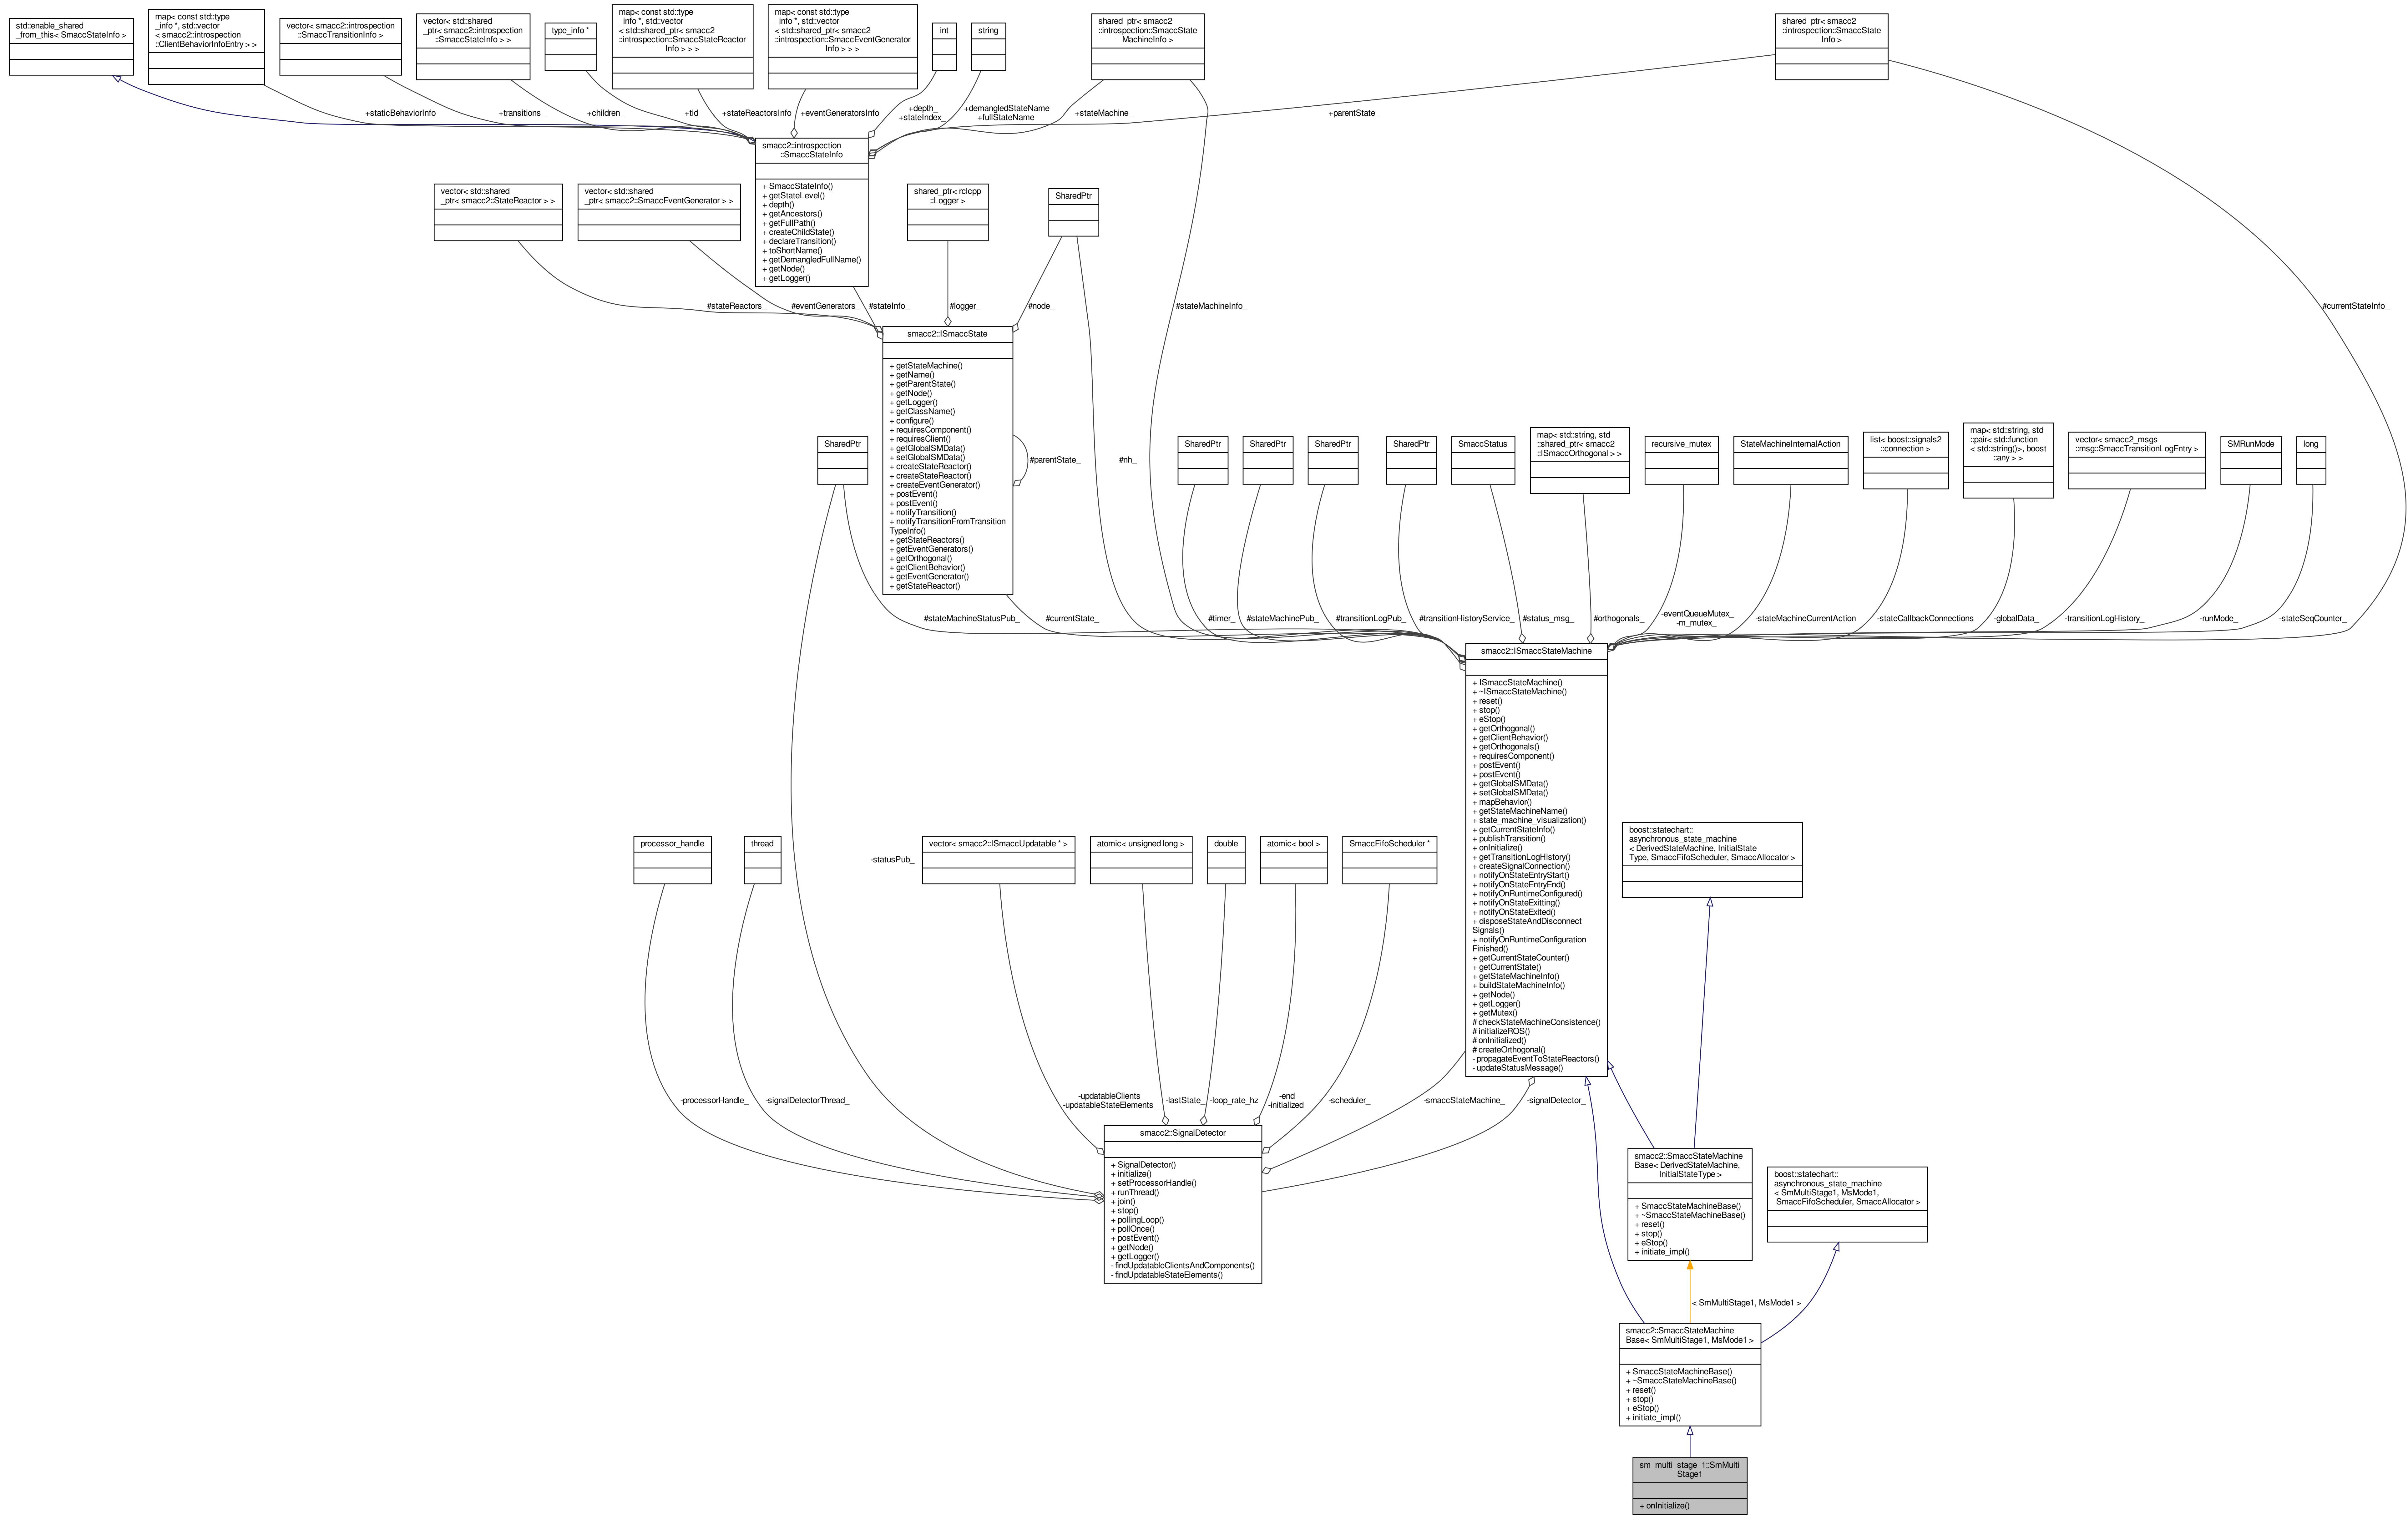 std::enable_shared
_from_this< SmaccStateInfo >
map< const std::type
_info *, std::vector
< smacc2::introspection
::ClientBehaviorInfoEntry > >
vector< smacc2::introspection
::SmaccTransitionInfo >
vector< std::shared
_ptr< smacc2::introspection
::SmaccStateInfo > >
type_info *
map< const std::type
_info *, std::vector
< std::shared_ptr< smacc2
::introspection::SmaccStateReactor
Info > > >
map< const std::type
_info *, std::vector
< std::shared_ptr< smacc2
::introspection::SmaccEventGenerator
Info > > >
int
string
shared_ptr< smacc2
::introspection::SmaccState
MachineInfo >
shared_ptr< smacc2
::introspection::SmaccState
Info >
+staticBehaviorInfo
+transitions_
+children_
+tid_
+stateReactorsInfo
+eventGeneratorsInfo
+depth_
+stateIndex_
+demangledStateName
+fullStateName
+stateMachine_
+parentState_
smacc2::introspection
::SmaccStateInfo
+ SmaccStateInfo()
+ getStateLevel()
+ depth()
+ getAncestors()
+ getFullPath()
+ createChildState()
+ declareTransition()
+ toShortName()
+ getDemangledFullName()
+ getNode()
+ getLogger()
vector< std::shared
_ptr< smacc2::StateReactor > >
vector< std::shared
_ptr< smacc2::SmaccEventGenerator > >
shared_ptr< rclcpp
::Logger >
SharedPtr
#stateReactors_
#eventGenerators_
#stateInfo_
#logger_
#node_
#stateMachineInfo_
#currentStateInfo_
smacc2::ISmaccState
+ getStateMachine()
+ getName()
+ getParentState()
+ getNode()
+ getLogger()
+ getClassName()
+ configure()
+ requiresComponent()
+ requiresClient()
+ getGlobalSMData()
+ setGlobalSMData()
+ createStateReactor()
+ createStateReactor()
+ createEventGenerator()
+ postEvent()
+ postEvent()
+ notifyTransition()
+ notifyTransitionFromTransition
TypeInfo()
+ getStateReactors()
+ getEventGenerators()
+ getOrthogonal()
+ getClientBehavior()
+ getEventGenerator()
+ getStateReactor()
#parentState_
#nh_
SharedPtr
SharedPtr
SharedPtr
SharedPtr
SharedPtr
SmaccStatus
map< std::string, std
::shared_ptr< smacc2
::ISmaccOrthogonal > >
recursive_mutex
StateMachineInternalAction
list< boost::signals2
::connection >
map< std::string, std
::pair< std::function
< std::string()>, boost
::any > >
vector< smacc2_msgs
::msg::SmaccTransitionLogEntry >
SMRunMode
long
#stateMachineStatusPub_
#currentState_
#timer_
#stateMachinePub_
#transitionLogPub_
#transitionHistoryService_
#status_msg_
#orthogonals_
-eventQueueMutex_
-m_mutex_
-stateMachineCurrentAction
-stateCallbackConnections
-globalData_
-transitionLogHistory_
-runMode_
-stateSeqCounter_
smacc2::ISmaccStateMachine
+ ISmaccStateMachine()
+ ~ISmaccStateMachine()
+ reset()
+ stop()
+ eStop()
+ getOrthogonal()
+ getClientBehavior()
+ getOrthogonals()
+ requiresComponent()
+ postEvent()
+ postEvent()
+ getGlobalSMData()
+ setGlobalSMData()
+ mapBehavior()
+ getStateMachineName()
+ state_machine_visualization()
+ getCurrentStateInfo()
+ publishTransition()
+ onInitialize()
+ getTransitionLogHistory()
+ createSignalConnection()
+ notifyOnStateEntryStart()
+ notifyOnStateEntryEnd()
+ notifyOnRuntimeConfigured()
+ notifyOnStateExitting()
+ notifyOnStateExited()
+ disposeStateAndDisconnect
Signals()
+ notifyOnRuntimeConfiguration
Finished()
+ getCurrentStateCounter()
+ getCurrentState()
+ getStateMachineInfo()
+ buildStateMachineInfo()
+ getNode()
+ getLogger()
+ getMutex()
# checkStateMachineConsistence()
# initializeROS()
# onInitialized()
# createOrthogonal()
- propagateEventToStateReactors()
- updateStatusMessage()
processor_handle
thread
-statusPub_
vector< smacc2::ISmaccUpdatable * >
atomic< unsigned long >
double
atomic< bool >
SmaccFifoScheduler *
boost::statechart::
asynchronous_state_machine
< DerivedStateMachine, InitialState
Type, SmaccFifoScheduler, SmaccAllocator >
-processorHandle_
-signalDetectorThread_
-updatableClients_
-updatableStateElements_
-lastState_
-loop_rate_hz
-end_
-initialized_
-scheduler_
-smaccStateMachine_
-signalDetector_
smacc2::SignalDetector
+ SignalDetector()
+ initialize()
+ setProcessorHandle()
+ runThread()
+ join()
+ stop()
+ pollingLoop()
+ pollOnce()
+ postEvent()
+ getNode()
+ getLogger()
- findUpdatableClientsAndComponents()
- findUpdatableStateElements()
smacc2::SmaccStateMachine
Base< DerivedStateMachine,
InitialStateType >
+ SmaccStateMachineBase()
+ ~SmaccStateMachineBase()
+ reset()
+ stop()
+ eStop()
+ initiate_impl()
boost::statechart::
asynchronous_state_machine
< SmMultiStage1, MsMode1,
SmaccFifoScheduler, SmaccAllocator >
< SmMultiStage1, MsMode1 >
smacc2::SmaccStateMachine
Base< SmMultiStage1, MsMode1 >
+ SmaccStateMachineBase()
+ ~SmaccStateMachineBase()
+ reset()
+ stop()
+ eStop()
+ initiate_impl()
sm_multi_stage_1::SmMulti
Stage1
+ onInitialize()